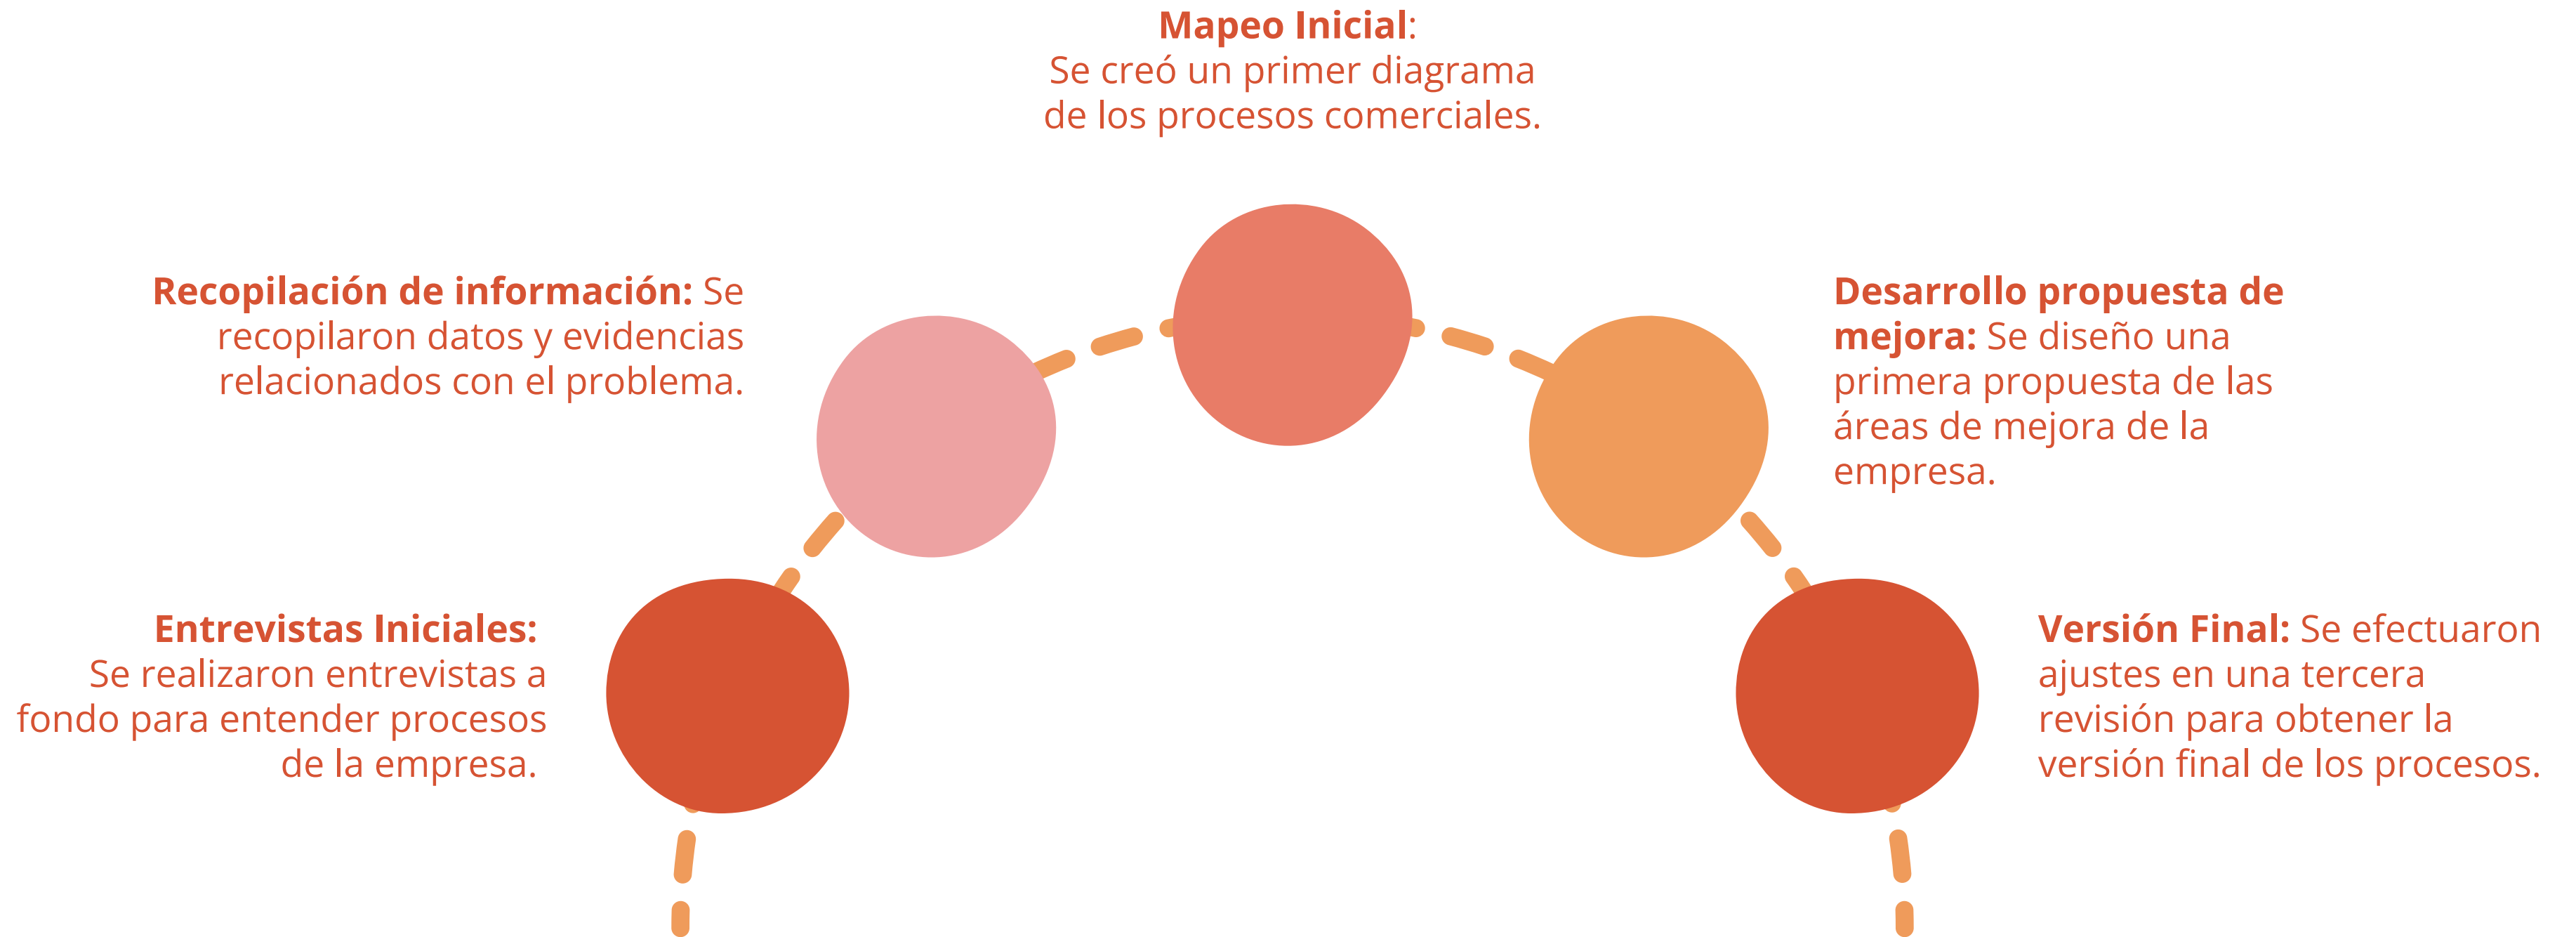 Mapeo Inicial:
Se creó un primer diagrama
de los procesos comerciales.
Recopilación de información: Se
recopilaron datos y evidencias
relacionados con el problema.
Desarrollo propuesta de
mejora: Se diseño una
primera propuesta de las
áreas de mejora de la
empresa.
Entrevistas Iniciales:
Se realizaron entrevistas a
fondo para entender procesos
de la empresa.
Versión Final: Se efectuaron
ajustes en una tercera
revisión para obtener la
versión final de los procesos.